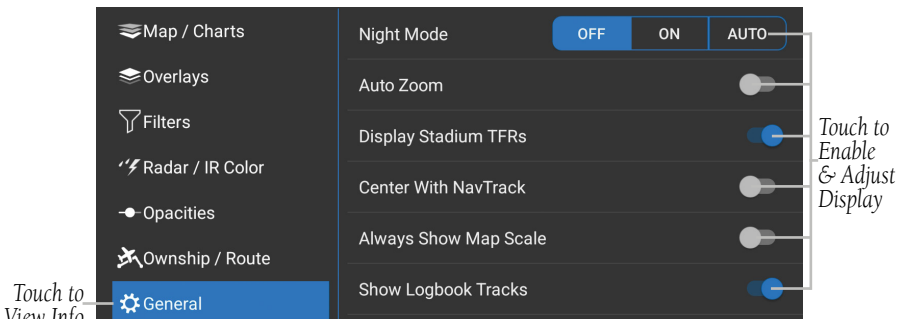 Map / Charts
Overlays
Filters
Radar / IR Color
Opacities
Ownship / Route
General
Touch to
View Info
Night Mode
OFF ON AUTO
Auto Zoom
Display Stadium TFRs
Center With NavTrack
Always Show Map Scale
Show Logbook Tracks
Touch to
Enable
& Adjust
Display